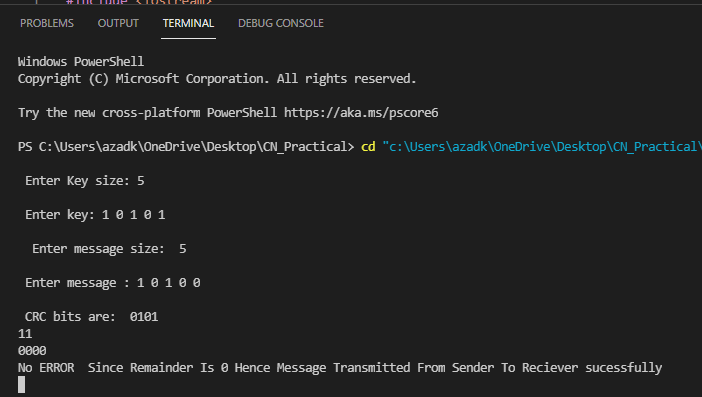 #include <iostream>
PROBLEMS OUTPUT TERMINAL DEBUG CONSOLE
Windows PowerShell
Copyright (C) Microsoft Corporation. All rights reserved.
Try the new cross-platform PowerShell https://aka.ms/pscore6
PS C:\Users\azadk\OneDrive\Desktop\CN_Practical> cd "c:\Users\azadk\OneDrive\Desktop\CN_Practical\
Enter Key size: 5
Enter key: 1 0 1 0 1
Enter message size:  5
Enter message : 1 0 1 0 0
CRC bits are:  0101
11
0000
No ERROR  Since Remainder Is 0 Hence Message Transmitted From Sender To Reciever sucessfully